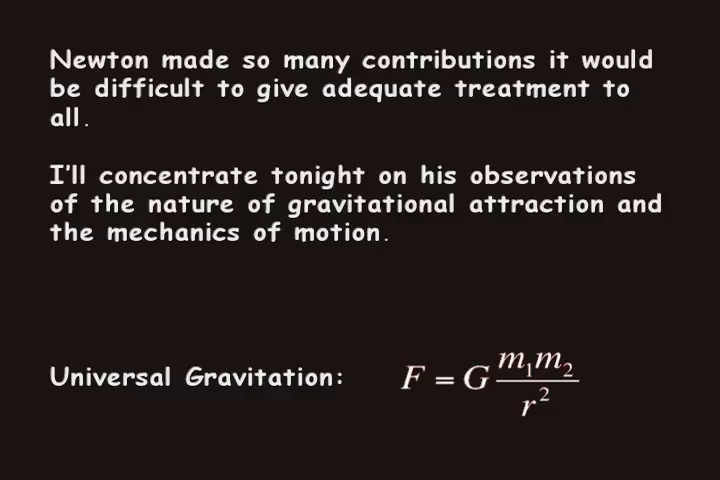 Newton made so many contributions it would
be difficult to give adequate treatment to
all.
I'll concentrate tonight on his observations
of the nature of gravitational attraction and
the mechanics of motion.
Universal Gravitation: F = G m₁m₂ / r²